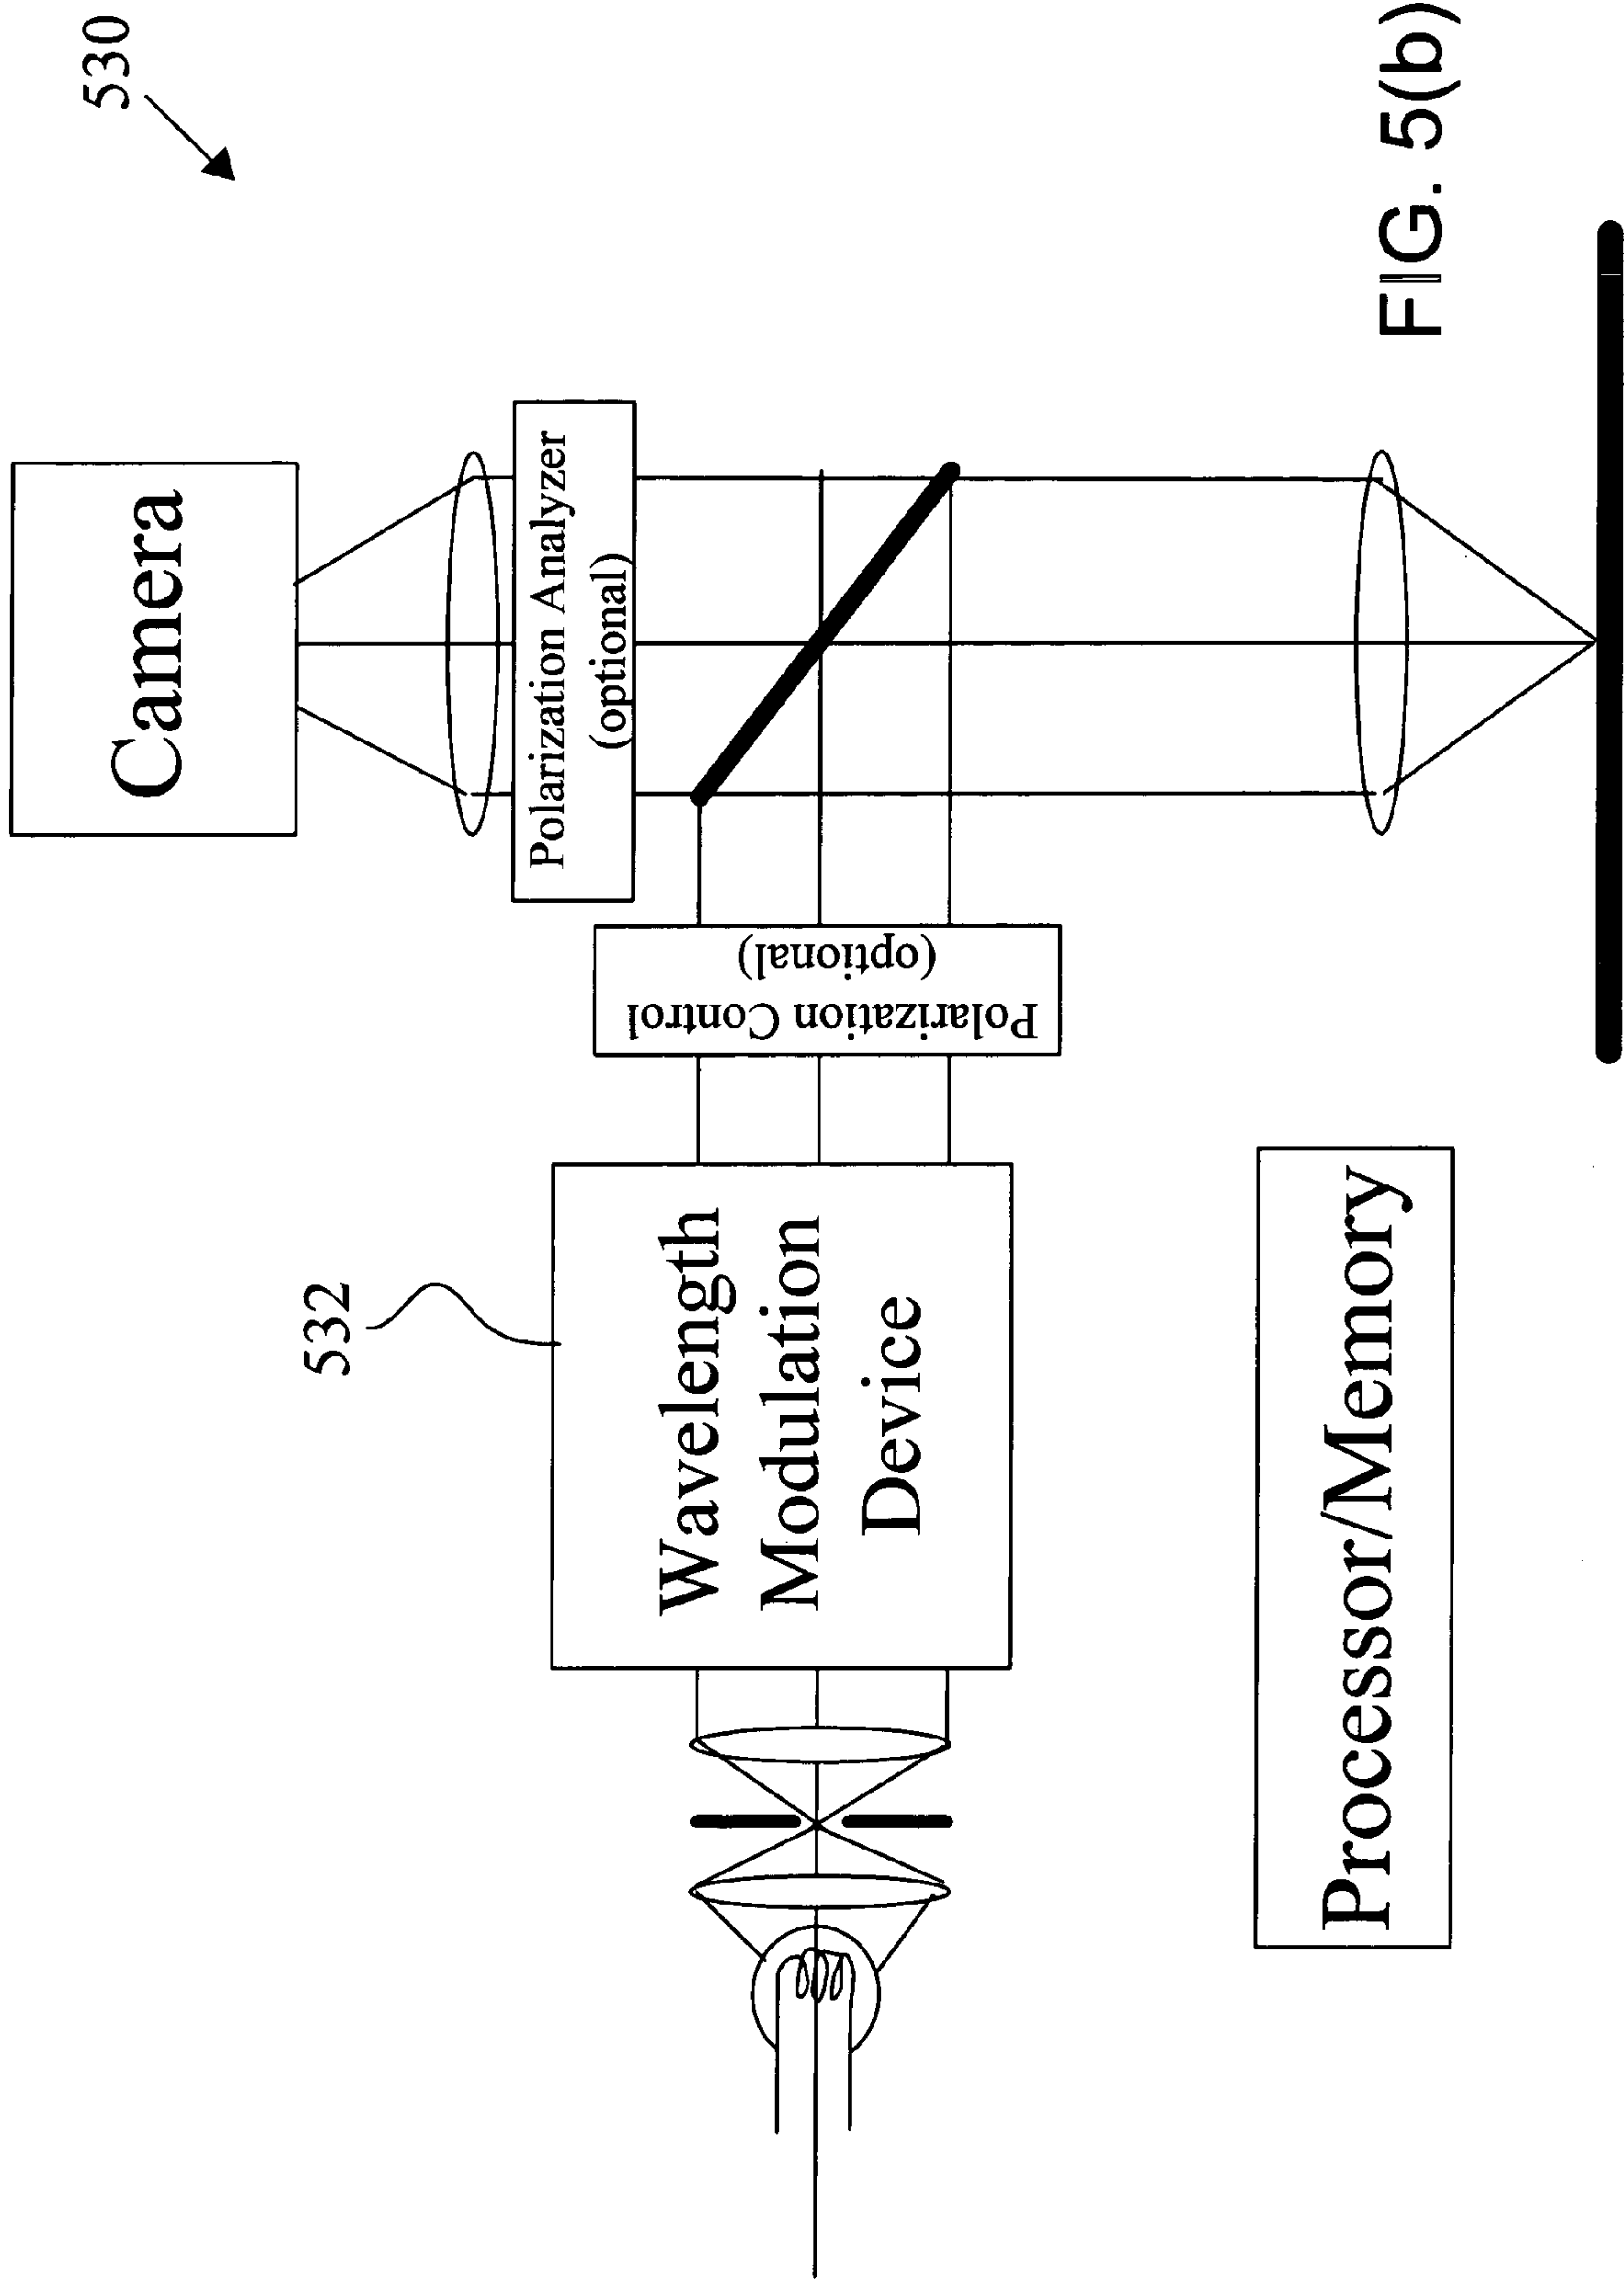 530
Camera
Polarization Analyzer
(optional)
Polarization Control
(optional)
532
Wavelength
Modulation
Device
Processor/Memory
FIG. 5(b)